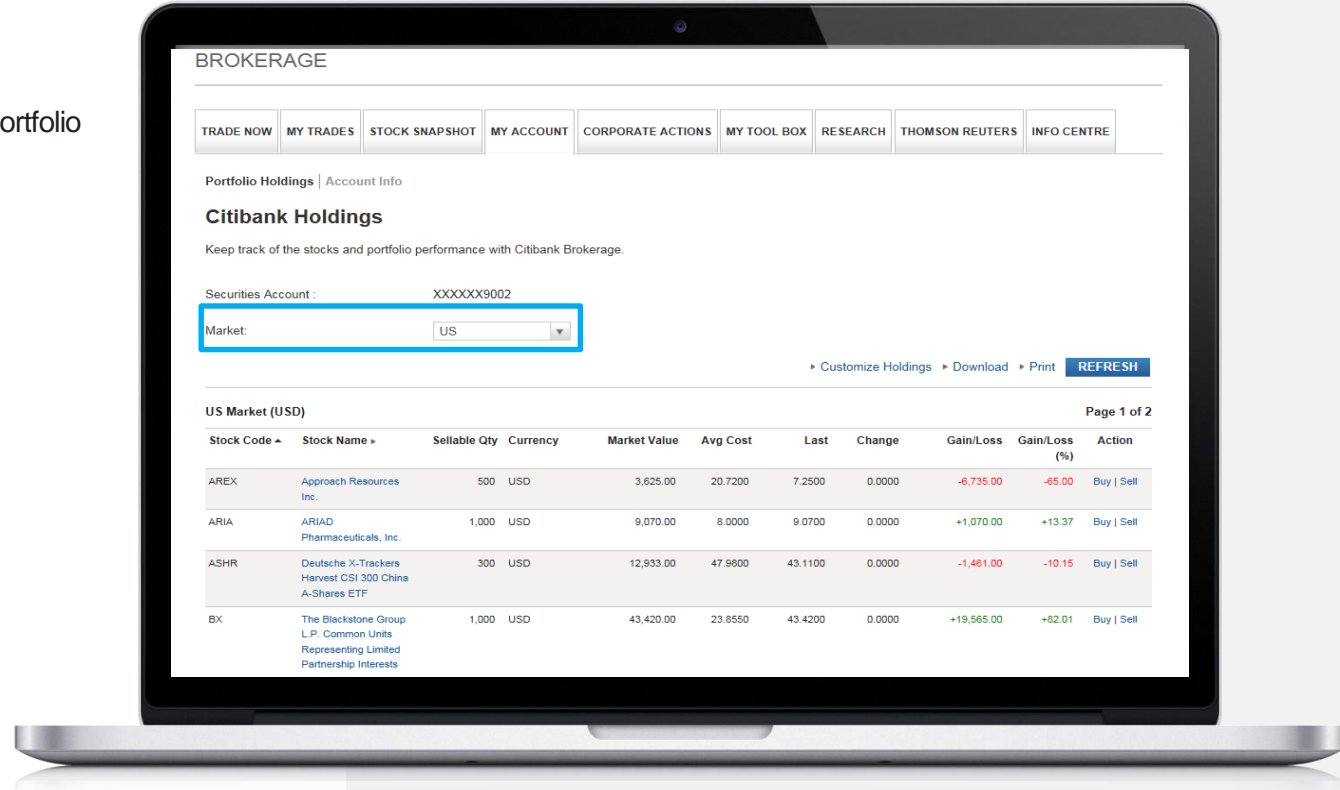 ortfolio
BROKERAGE
TRADE NOW MY TRADES STOCK SNAPSHOT MY ACCOUNT CORPORATE ACTIONS MY TOOL BOX RESEARCH THOMSON REUTERS INFO CENTRE
Portfolio Holdings | Account Info
Citibank Holdings
Keep track of the stocks and portfolio performance with Citibank Brokerage.
Securities Account : XXXXXX9002
Market: US
Customize Holdings Download Print REFRESH
US Market (USD) Page 1 of 2
Stock Code Stock Name Sellable Qty Currency Market Value Avg Cost Last Change Gain/Loss Gain/Loss Action
(%)
AREX Approach Resources 500 USD 3,625.00 20.7200 7.2500 0.0000 -6,735.00 -65.00 Buy | Sell
Inc.
ARIA ARIAD 1,000 USD 9,070.00 8.0000 9.0700 0.0000 +1,070.00 +13.37 Buy | Sell
Pharmaceuticals, Inc.
ASHR Deutsche X-Trackers 300 USD 12,933.00 47.9800 43.1100 0.0000 -1,461.00 -10.15 Buy | Sell
Harvest CSI 300 China
A-Shares ETF
BX The Blackstone Group 1,000 USD 43,420.00 23.8550 43.4200 0.0000 +19,565.00 +82.01 Buy | Sell
L.P. Common Units
Representing Limited
Partnership Interests